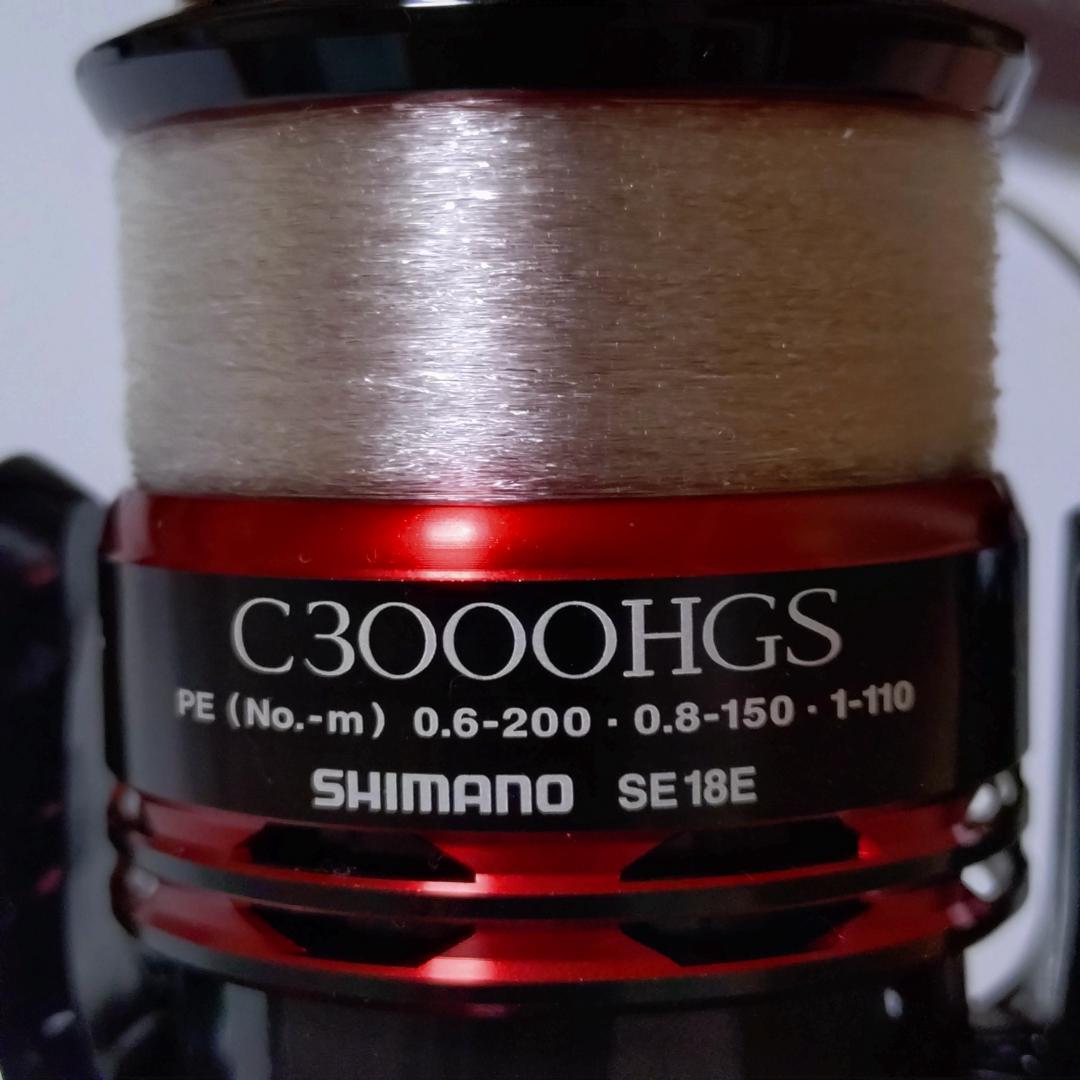 C3000HGS
PE (No.-m) 0.6-200 · 0.8-150 · 1-110
SHIMANO SE18E